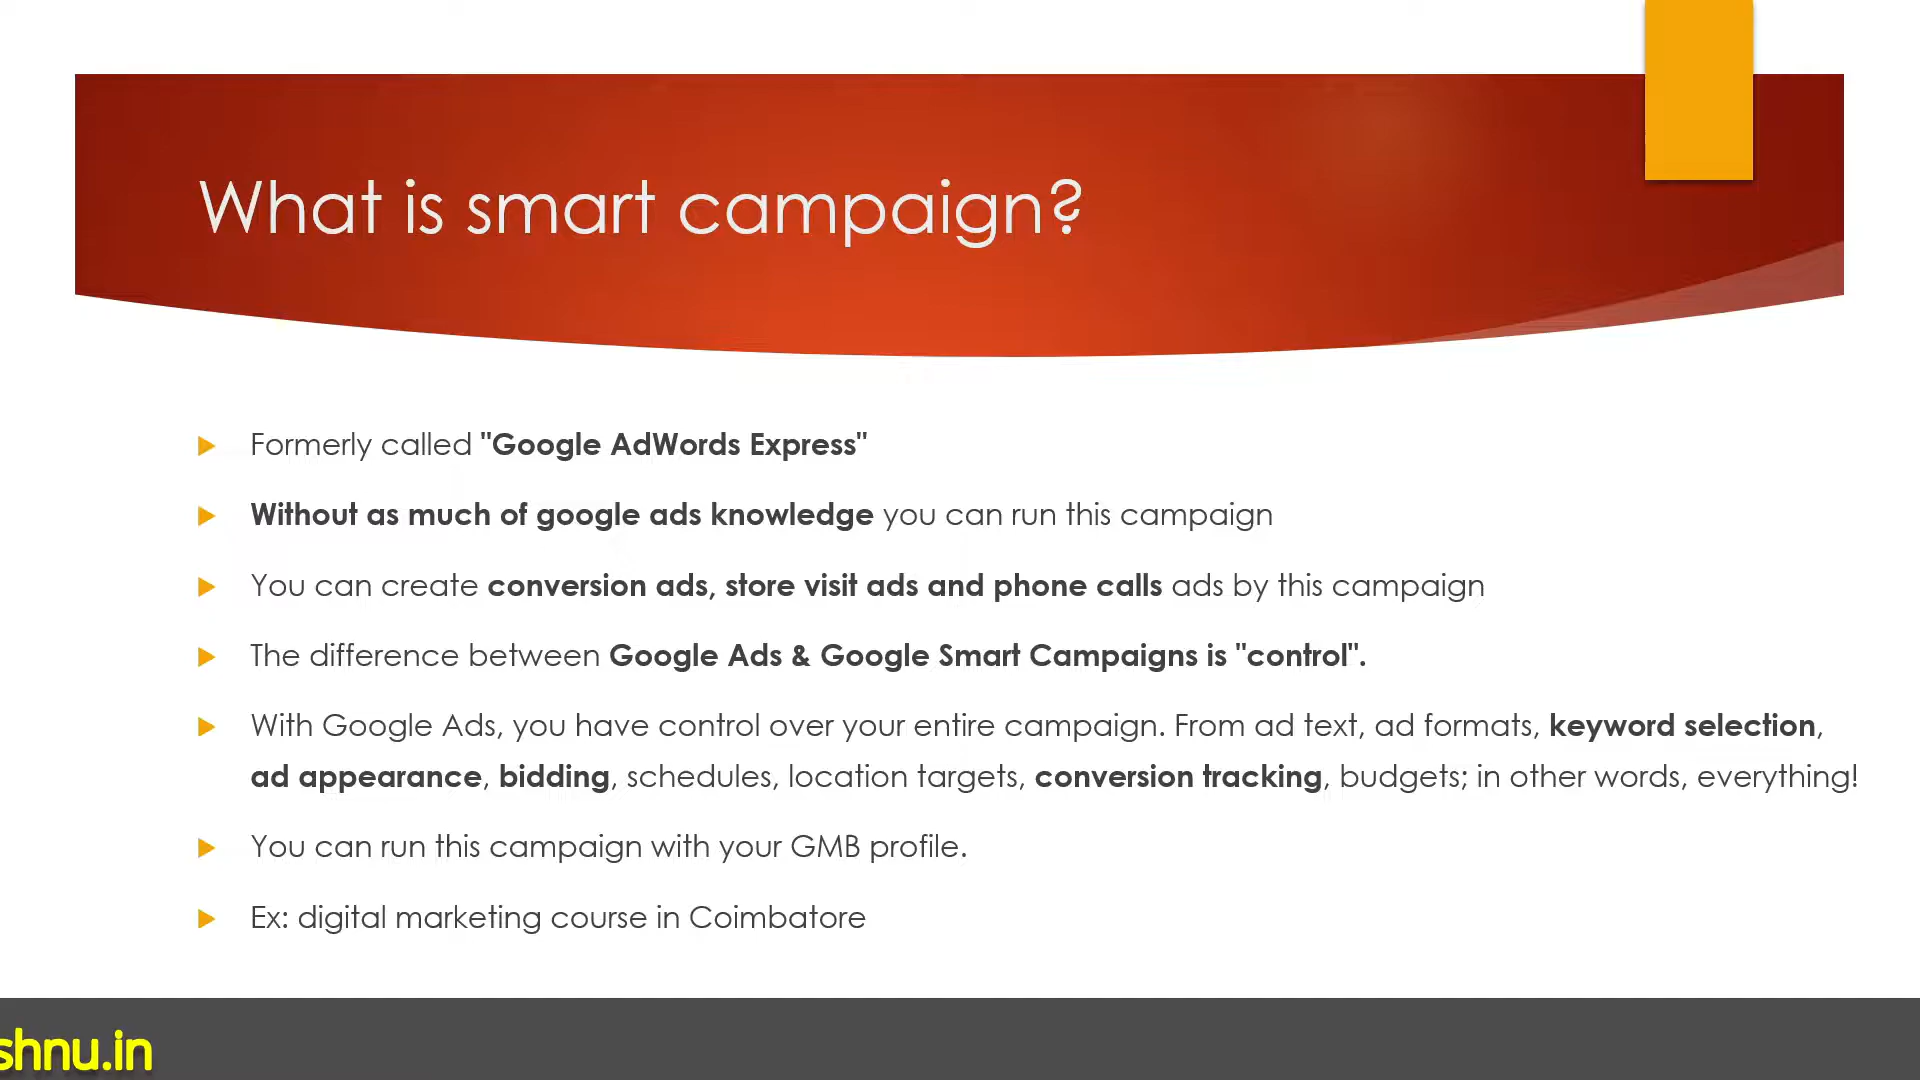 What is smart campaign?
Formerly called "Google AdWords Express"
Without as much of google ads knowledge you can run this campaign
You can create conversion ads, store visit ads and phone calls ads by this campaign
The difference between Google Ads & Google Smart Campaigns is "control".
With Google Ads, you have control over your entire campaign. From ad text, ad formats, keyword selection,
ad appearance, bidding, schedules, location targets, conversion tracking, budgets; in other words, everything!
You can run this campaign with your GMB profile.
Ex: digital marketing course in Coimbatore
shnu.in